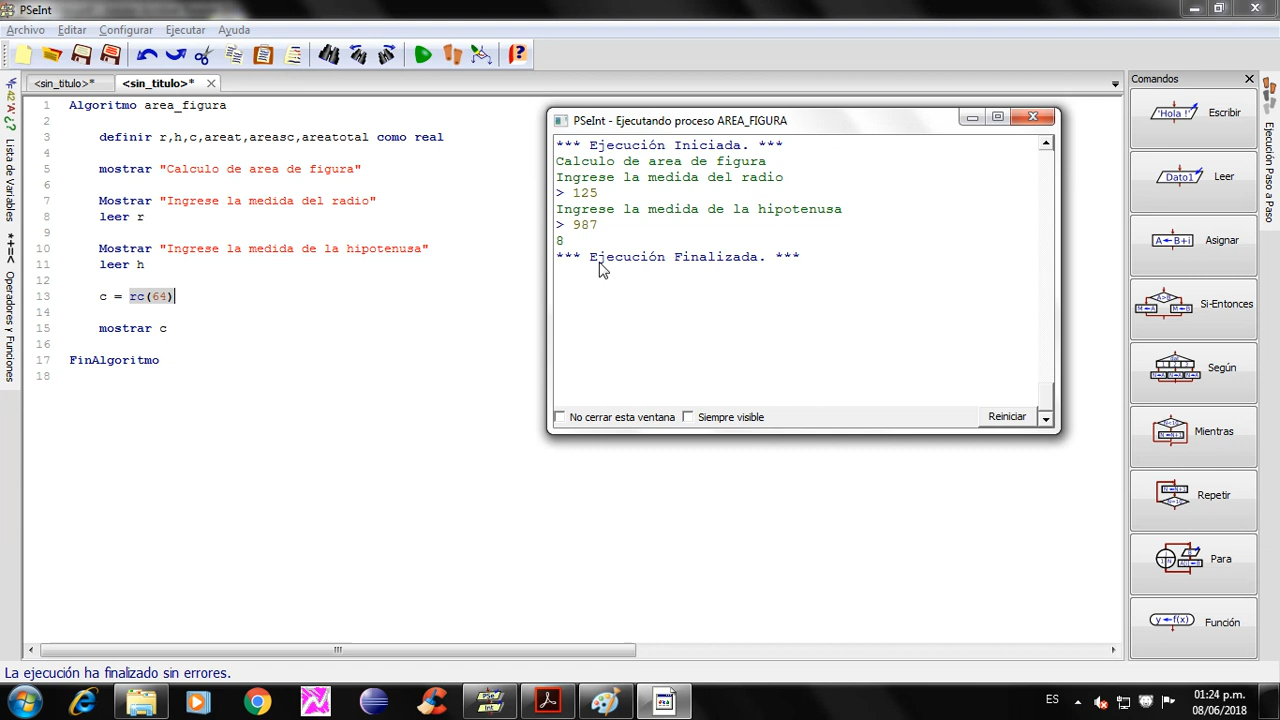 PSeInt
Archivo Editar Configurar Ejecutar Ayuda
<sin_titulo>* <sin_titulo>*
1 Algoritmo area_figura
2
3 definir r,h,c,areat,areasc,areatotal como real
4
5 mostrar "Calculo de area de figura"
6
7 Mostrar "Ingrese la medida del radio"
8 leer r
9
10 Mostrar "Ingrese la medida de la hipotenusa"
11 leer h
12
13 c = rc(64)
14
15 mostrar c
16
17 FinAlgoritmo
18
Lista de Variables
Operadores y Funciones
PSeInt - Ejecutando proceso AREA_FIGURA
*** Ejecución Iniciada. ***
Calculo de area de figura
Ingrese la medida del radio
> 125
Ingrese la medida de la hipotenusa
> 987
8
*** Ejecución Finalizada. ***
No cerrar esta ventana Siempre visible Reiniciar
Comandos
'Hola !' Escribir
Dato1 Leer
A←B+i Asignar
Si-Entonces
Según
Mientras
Repetir
Para
y←f(x) Función
Ejecución Paso a Paso
La ejecución ha finalizado sin errores.
ES
01:24 p.m.
08/06/2018